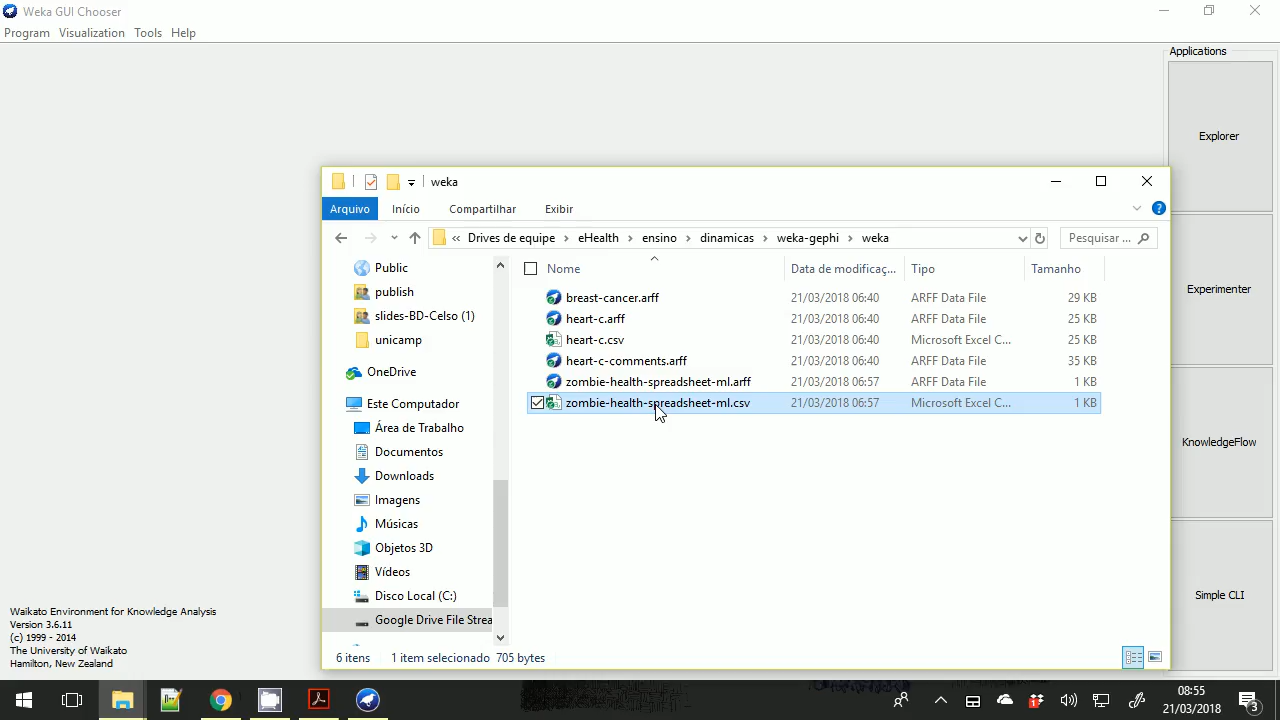 Weka GUI Chooser
Program Visualization Tools Help
Applications
Explorer
Experimenter
KnowledgeFlow
Simple CLI
weka
Arquivo Início Compartilhar Exibir
« Drives de equipe › eHealth › ensino › dinamicas › weka-gephi › weka
Pesquisar ...
Public
publish
slides-BD-Celso (1)
unicamp
OneDrive
Este Computador
Área de Trabalho
Documentos
Downloads
Imagens
Músicas
Objetos 3D
Vídeos
Disco Local (C:)
Google Drive File Strea
Nome Data de modificaç... Tipo Tamanho
breast-cancer.arff 21/03/2018 06:40 ARFF Data File 29 KB
heart-c.arff 21/03/2018 06:40 ARFF Data File 25 KB
heart-c.csv 21/03/2018 06:40 Microsoft Excel C... 25 KB
heart-c-comments.arff 21/03/2018 06:40 ARFF Data File 35 KB
zombie-health-spreadsheet-ml.arff 21/03/2018 06:57 ARFF Data File 1 KB
zombie-health-spreadsheet-ml.csv 21/03/2018 06:57 Microsoft Excel C... 1 KB
6 itens 1 item selecionado 705 bytes
Waikato Environment for Knowledge Analysis
Version 3.6.11
(c) 1999 - 2014
The University of Waikato
Hamilton, New Zealand
08:55
21/03/2018
3